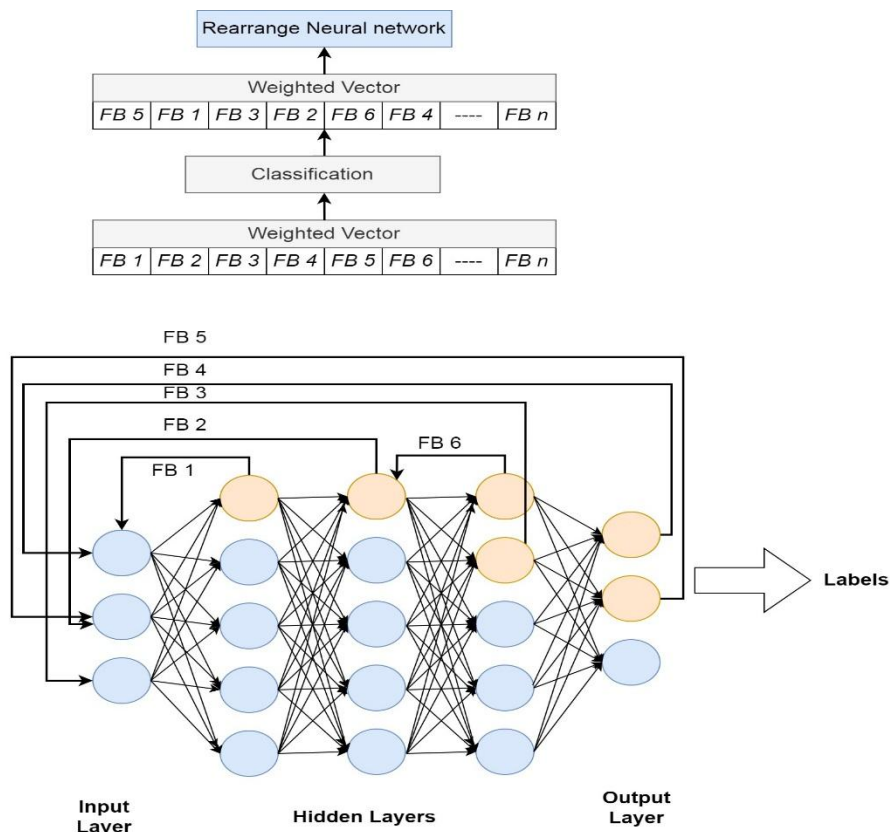 Rearrange Neural network
Weighted Vector
FB 5 FB 1 FB 3 FB 2 FB 6 FB 4 ---- FB n
Classification
Weighted Vector
FB 1 FB 2 FB 3 FB 4 FB 5 FB 6 ---- FB n
FB 5
FB 4
FB 3
FB 2
FB 6
FB 1
Labels
Input
Layer
Hidden Layers
Output
Layer